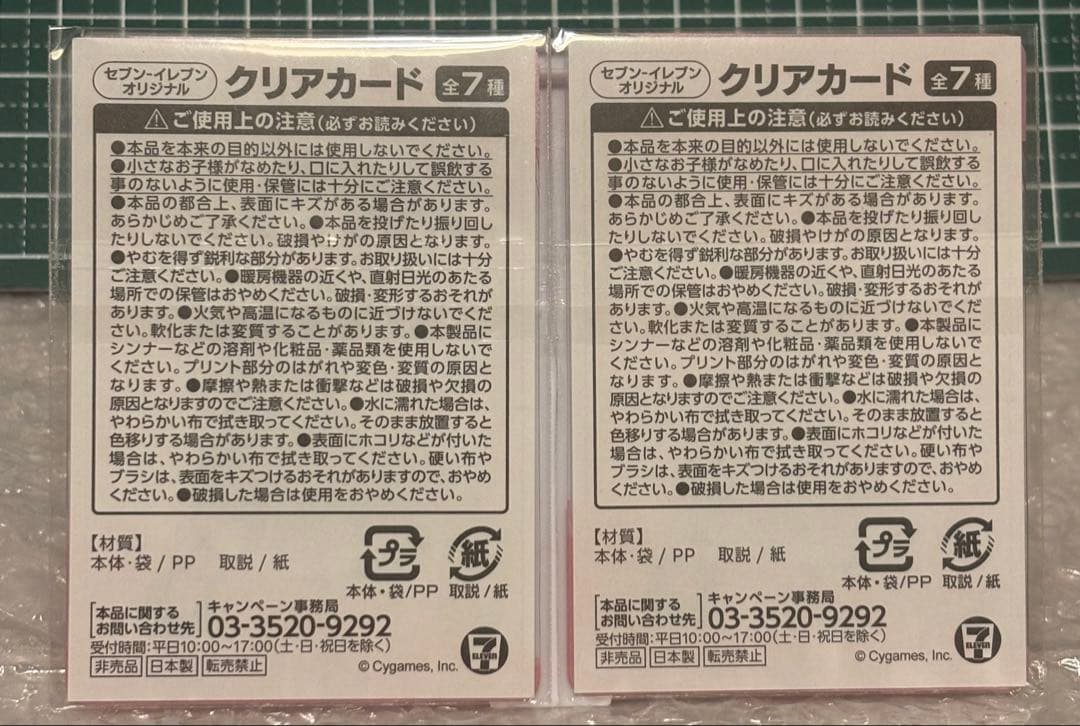 セブン-イレブン
オリジナル
クリアカード
全7種
⚠ご使用上の注意(必ずお読みください)
●本品を本来の目的以外には使用しないでください。
●小さなお子様がなめたり、口に入れたりして誤飲する
事のないように使用・保管には十分にご注意ください。
●本品の都合上、表面にキズがある場合があります。
あらかじめご了承ください。●本品を投げたり振り回し
たりしないでください。破損やけがの原因となります。
●やむを得ず鋭利な部分があります。お取り扱いには十分
ご注意ください。●暖房機器の近くや、直射日光のあたる
場所での保管はおやめください。破損・変形するおそれが
あります。●火気や高温になるものに近づけないでくだ
さい。軟化または変質することがあります。●本製品に
シンナーなどの溶剤や化粧品・薬品類を使用しないで
ください。プリント部分のはがれや変色・変質の原因と
なります。●摩擦や熱または衝撃などは破損や欠損の
原因となりますのでご注意ください。●水に濡れた場合は、
やわらかい布で拭き取ってください。そのまま放置すると
色移りする場合があります。●表面にホコリなどが付いた
場合は、やわらかい布で拭き取ってください。硬い布や
ブラシは、表面をキズつけるおそれがありますので、おやめ
ください。●破損した場合は使用をおやめください。
【材質】
本体・袋/PP 取説/紙
プラ
紙
本体・袋/PP 取説/紙
本品に関する
お問い合わせ先
キャンペーン事務局
03-3520-9292
受付時間:平日10:00~17:00(土・日・祝日を除く)
非売品 日本製 転売禁止
© Cygames, Inc.
7
ELEVEN
セブン-イレブン
オリジナル
クリアカード
全7種
⚠ご使用上の注意(必ずお読みください)
●本品を本来の目的以外には使用しないでください。
●小さなお子様がなめたり、口に入れたりして誤飲する
事のないように使用・保管には十分にご注意ください。
●本品の都合上、表面にキズがある場合があります。
あらかじめご了承ください。●本品を投げたり振り回し
たりしないでください。破損やけがの原因となります。
●やむを得ず鋭利な部分があります。お取り扱いには十分
ご注意ください。●暖房機器の近くや、直射日光のあたる
場所での保管はおやめください。破損・変形するおそれが
あります。●火気や高温になるものに近づけないでくだ
さい。軟化または変質することがあります。●本製品に
シンナーなどの溶剤や化粧品・薬品類を使用しないで
ください。プリント部分のはがれや変色・変質の原因と
なります。●摩擦や熱または衝撃などは破損や欠損の
原因となりますのでご注意ください。●水に濡れた場合は、
やわらかい布で拭き取ってください。そのまま放置すると
色移りする場合があります。●表面にホコリなどが付いた
場合は、やわらかい布で拭き取ってください。硬い布や
ブラシは、表面をキズつけるおそれがありますので、おやめ
ください。●破損した場合は使用をおやめください。
【材質】
本体・袋/PP 取説/紙
プラ
紙
本体・袋/PP 取説/紙
本品に関する
お問い合わせ先
キャンペーン事務局
03-3520-9292
受付時間:平日10:00~17:00(土・日・祝日を除く)
非売品 日本製 転売禁止
© Cygames, Inc.
7
ELEVEN